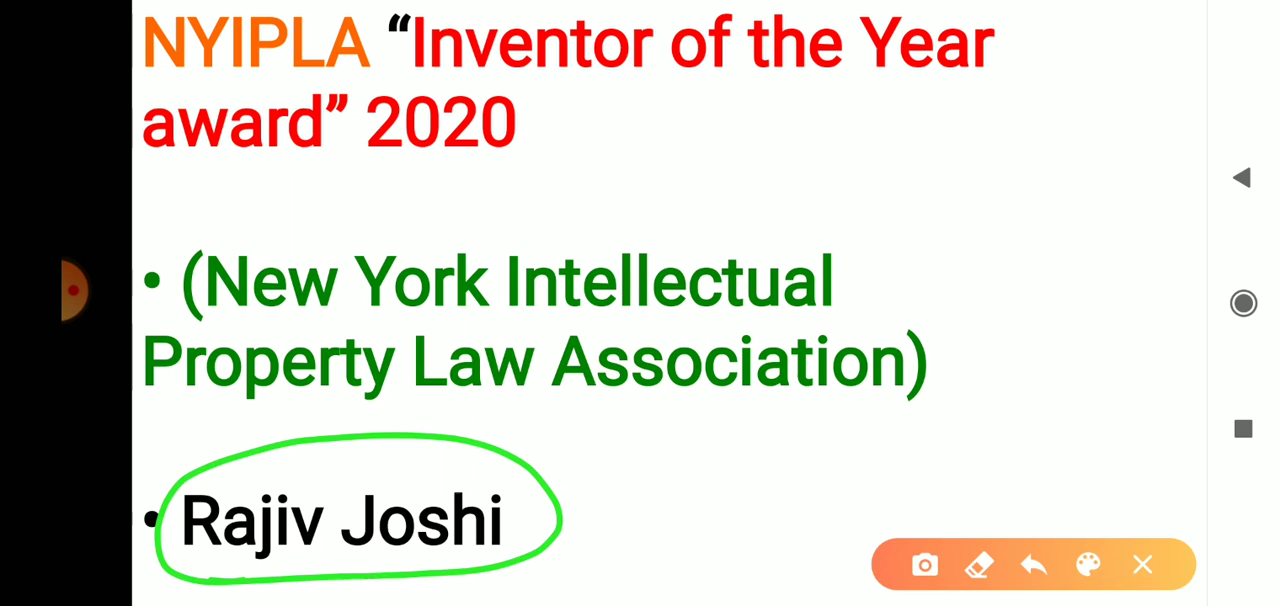 NYIPLA “Inventor of the Year
award” 2020
• (New York Intellectual
Property Law Association)
• Rajiv Joshi